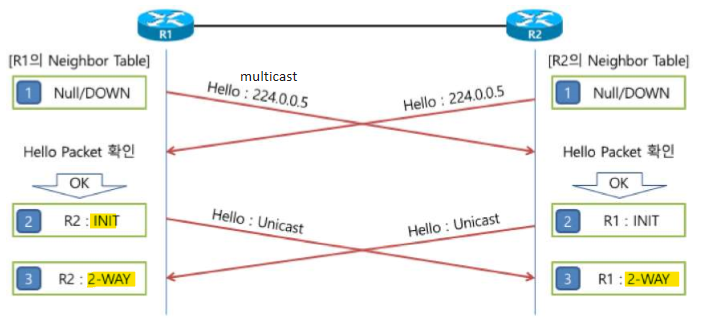 R1
R2
[R1의 Neighbor Table]
[R2의 Neighbor Table]
multicast
1 Null/DOWN
Hello : 224.0.0.5
Hello : 224.0.0.5
1 Null/DOWN
Hello Packet 확인
Hello Packet 확인
OK
OK
2 R2 : INIT
Hello : Unicast
Hello : Unicast
2 R1 : INIT
3 R2 : 2-WAY
3 R1 : 2-WAY